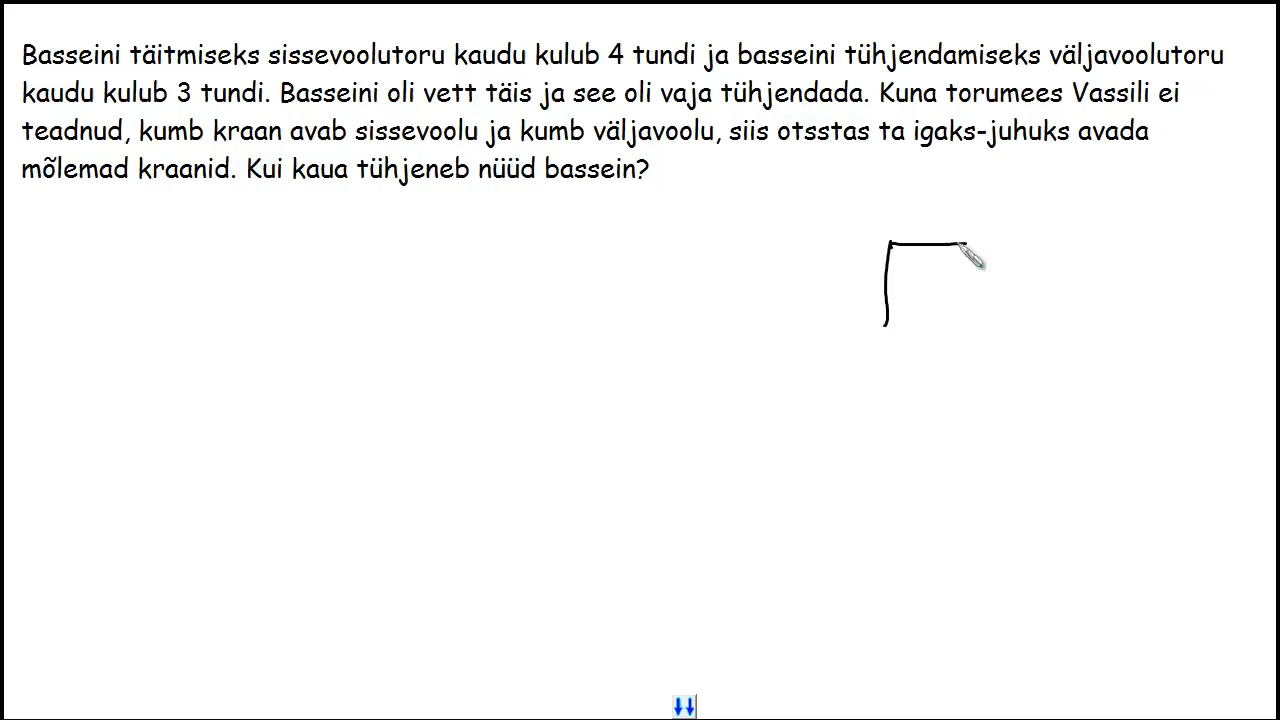 Basseini täitmiseks sissevoolutoru kaudu kulub 4 tundi ja basseini tühjendamiseks väljavoolutoru
kaudu kulub 3 tundi. Basseini oli vett täis ja see oli vaja tühjendada. Kuna torumees Vassili ei
teadnud, kumb kraan avab sissevoolu ja kumb väljavoolu, siis otsstas ta igaks-juhuks avada
mõlemad kraanid. Kui kaua tühjeneb nüüd bassein?